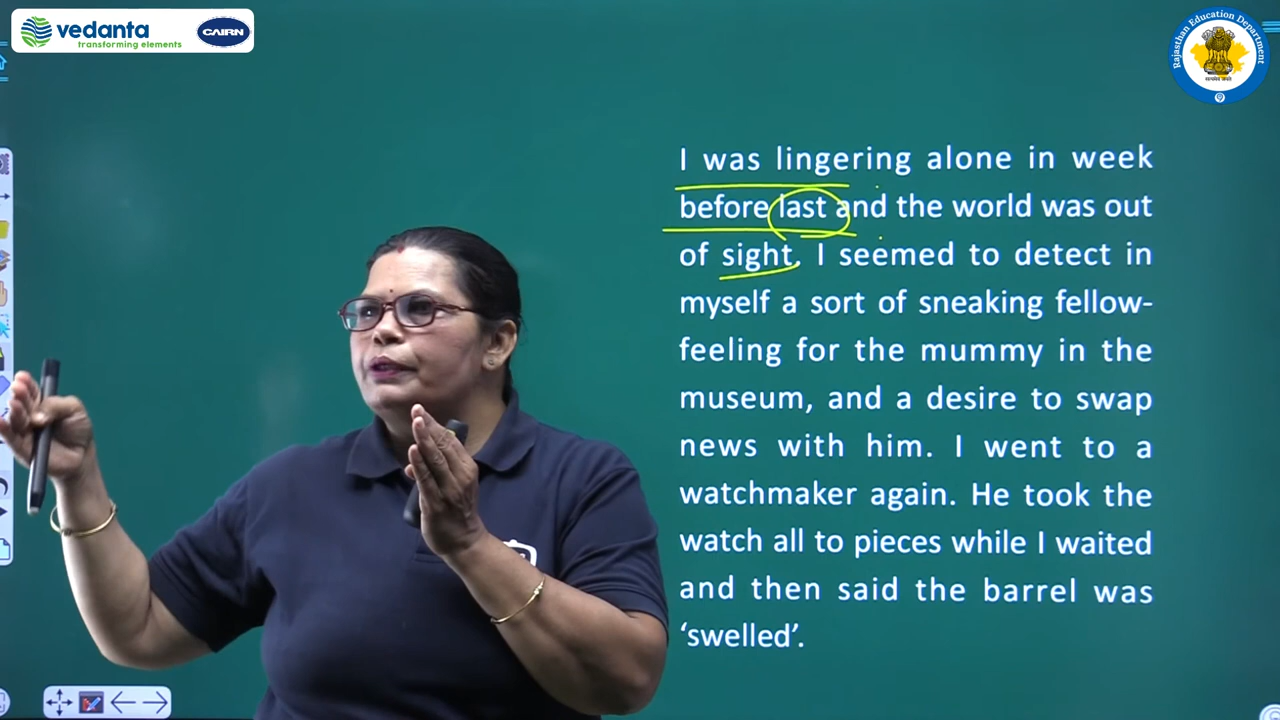 vedanta
transforming elements
CAIRN
Rajasthan Education Department
I was lingering alone in week
before last and the world was out
of sight. I seemed to detect in
myself a sort of sneaking fellow-
feeling for the mummy in the
museum, and a desire to swap
news with him. I went to a
watchmaker again. He took the
watch all to pieces while I waited
and then said the barrel was
‘swelled’.